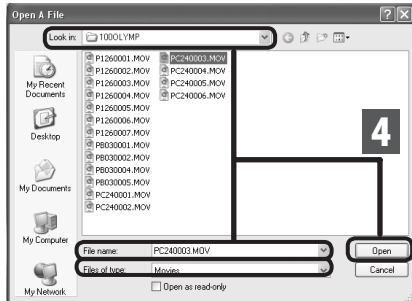 Open A File
Look in: 100OLYMP
My Recent Documents
Desktop
My Documents
My Computer
My Network
P1260001.MOV
P1260002.MOV
P1260003.MOV
P1260004.MOV
P1260005.MOV
P1260006.MOV
P1260007.MOV
PB030001.MOV
PB030002.MOV
PB030004.MOV
PB030005.MOV
PC240001.MOV
PC240002.MOV
PC240003.MOV
PC240004.MOV
PC240005.MOV
PC240006.MOV
4
File name: PC240003.MOV Open
Files of type: Movies Cancel
Open as read-only